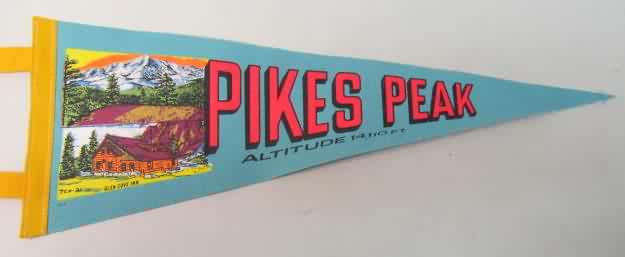 PIKES PEAK
ALTITUDE 14,110 FT.
GLEN COVE INN